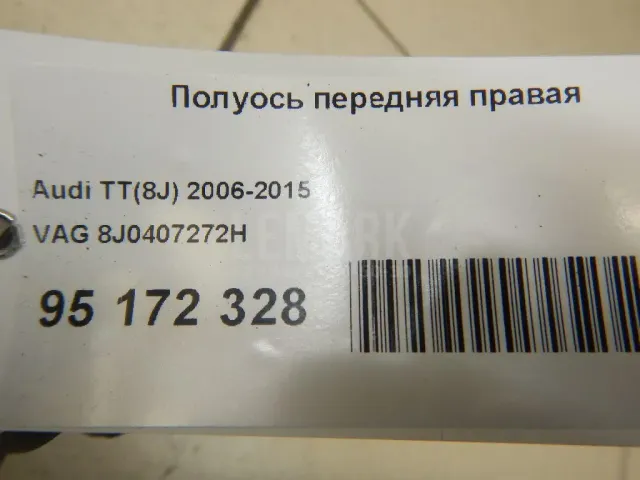 Полуось передняя правая
Audi TT(8J) 2006-2015
VAG 8J0407272H
95 172 328